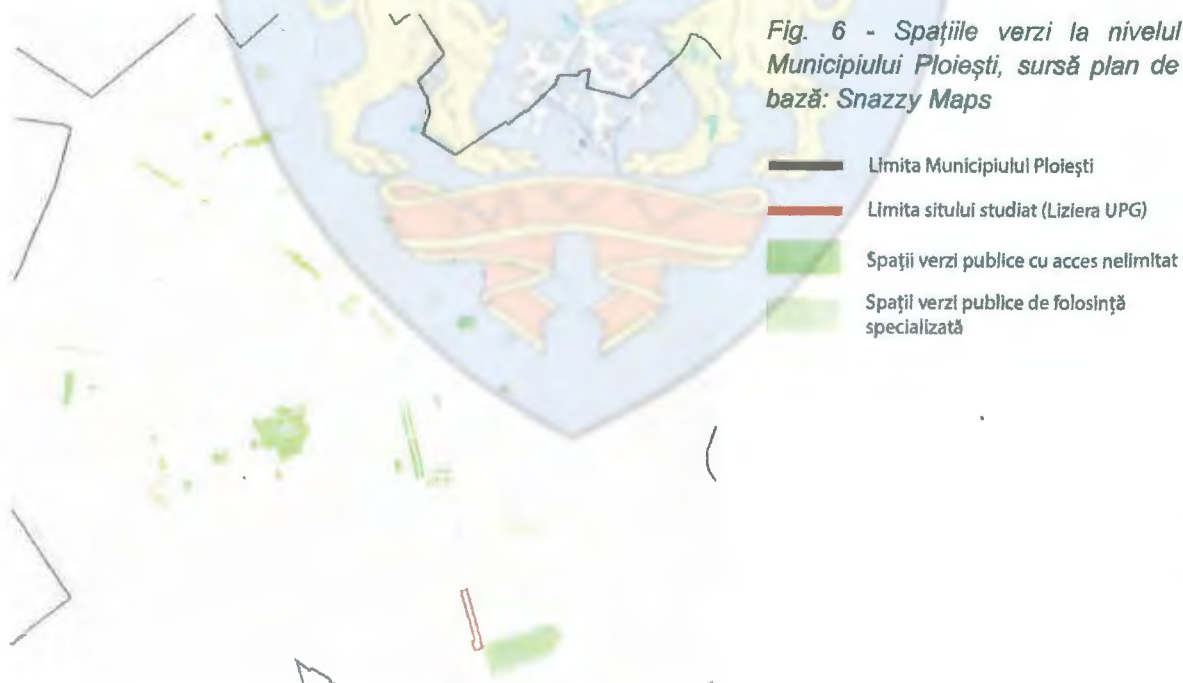 Fig. 6 - Spațiile verzi la nivelul
Municipiului Ploiești, sursă plan de
bază: Snazzy Maps
Limita Municipiului Ploiești
Limita sitului studiat (Liziera UPG)
Spații verzi publice cu acces nelimitat
Spații verzi publice de folosință
specializată